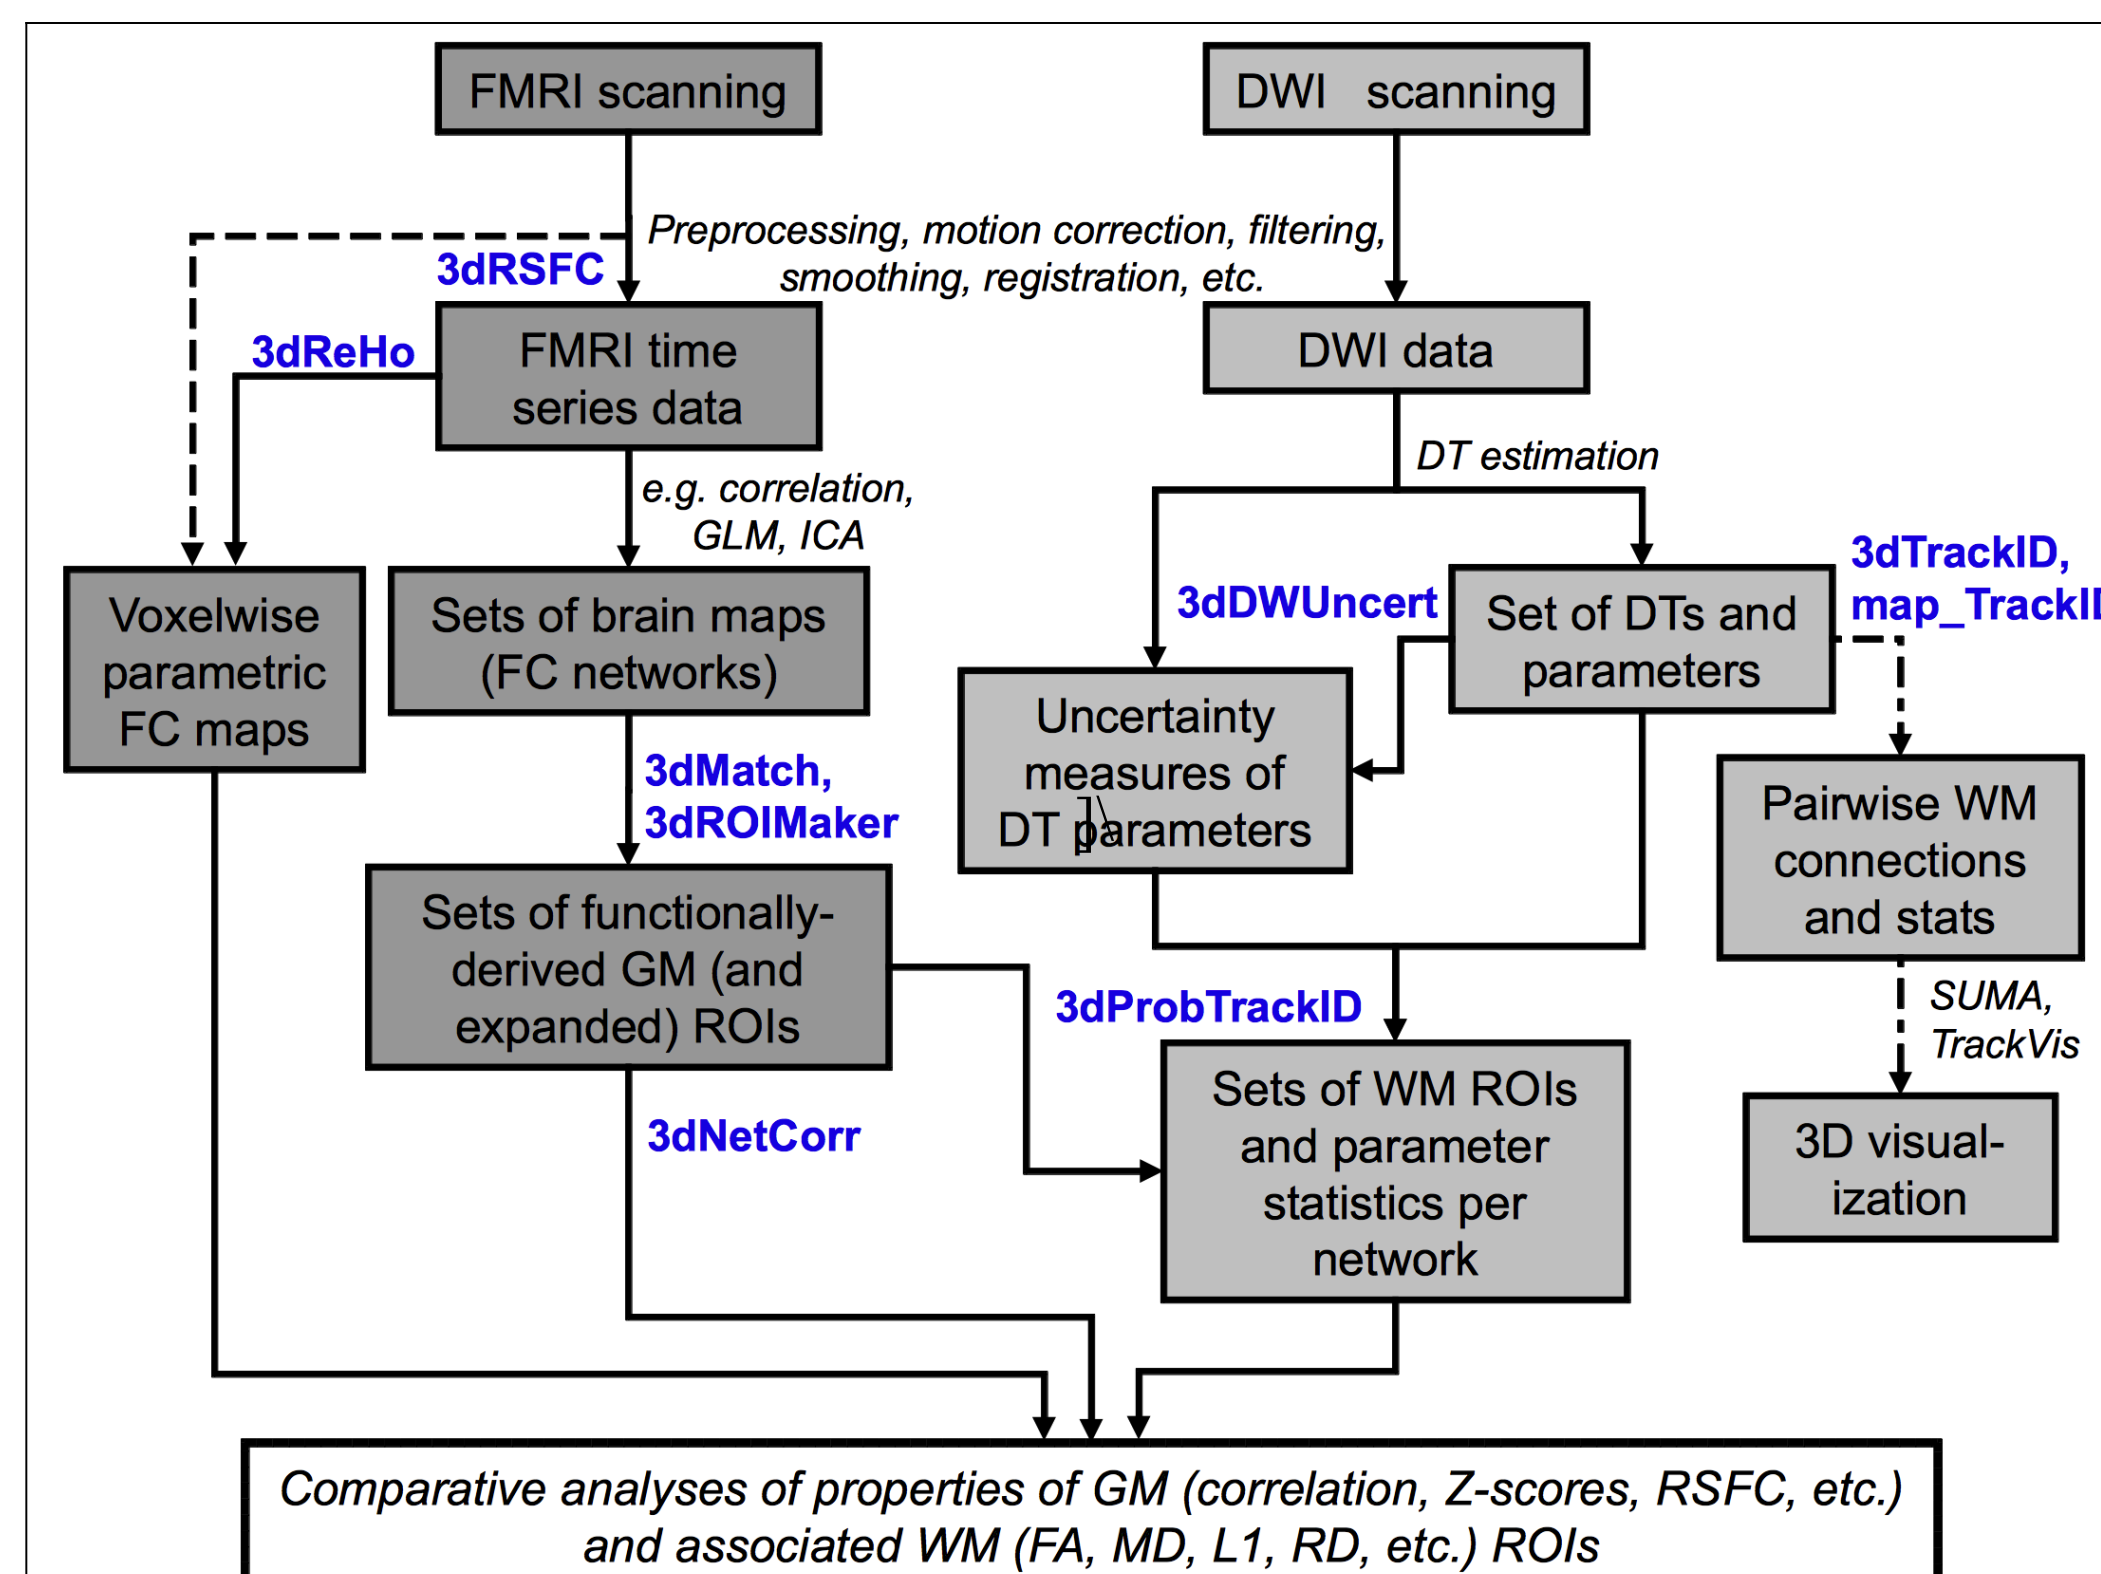 FMRI scanning
DWI scanning
Preprocessing, motion correction, filtering,
smoothing, registration, etc.
3dRSFC
3dReHo
FMRI time
series data
DWI data
DT estimation
e.g. correlation,
GLM, ICA
Voxelwise
parametric
FC maps
Sets of brain maps
(FC networks)
3dDWUncert
Set of DTs and
parameters
3dTrackID,
map_TrackID
Uncertainty
measures of
DT parameters
3dMatch,
3dROIMaker
Pairwise WM
connections
and stats
Sets of functionally-
derived GM (and
expanded) ROIs
3dProbTrackID
SUMA,
TrackVis
3dNetCorr
Sets of WM ROIs
and parameter
statistics per
network
3D visual-
ization
Comparative analyses of properties of GM (correlation, Z-scores, RSFC, etc.)
and associated WM (FA, MD, L1, RD, etc.) ROIs